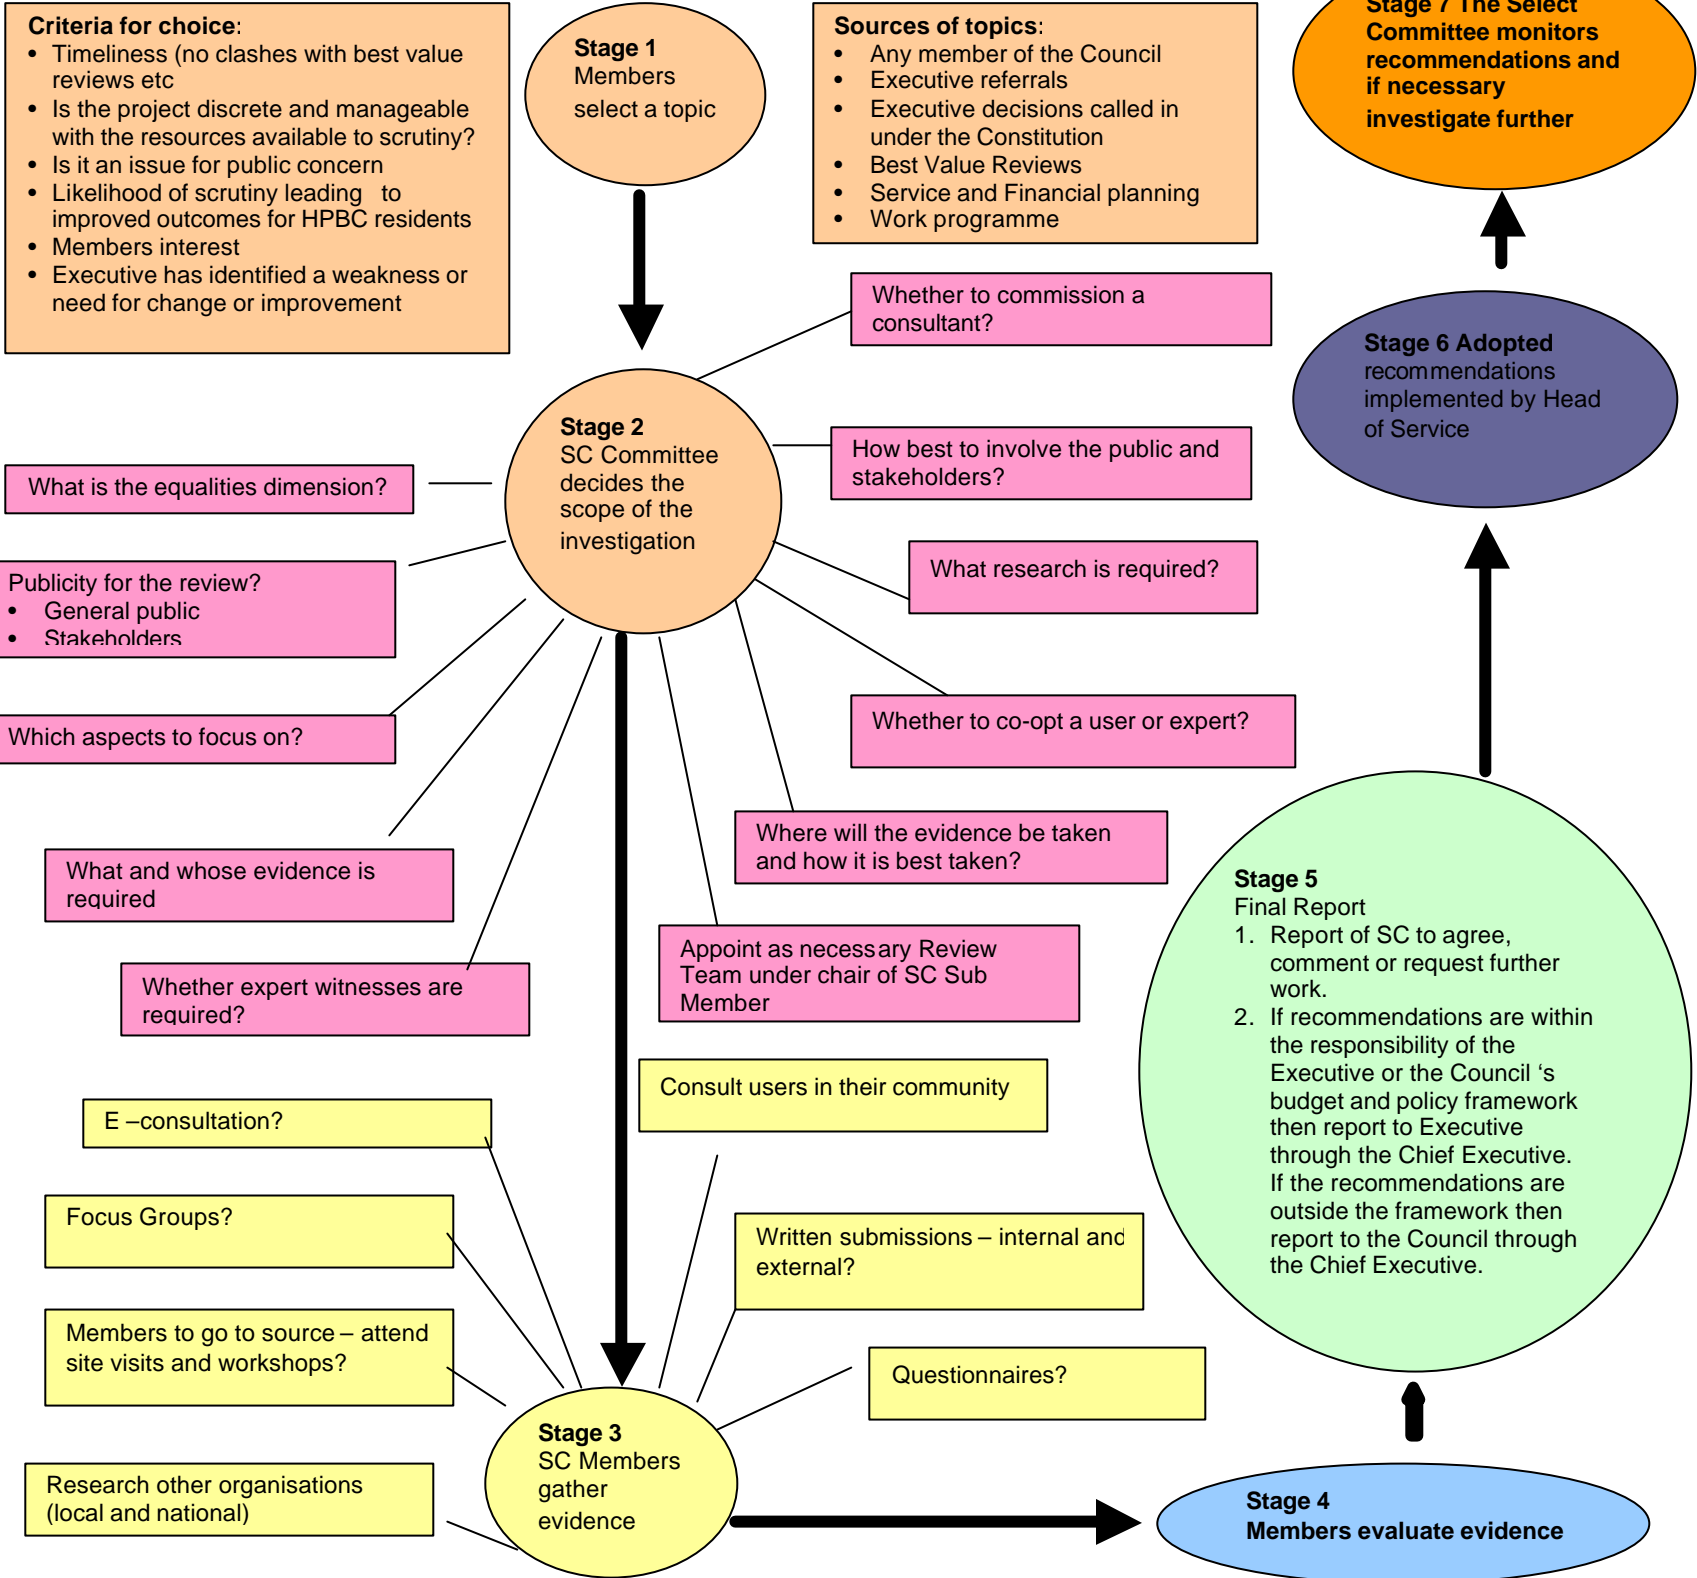 Criteria for choice:
• Timeliness (no clashes with best value
reviews etc
• Is the project discrete and manageable
with the resources available to scrutiny?
• Is it an issue for public concern
• Likelihood of scrutiny leading to
improved outcomes for HPBC residents
• Members interest
• Executive has identified a weakness or
need for change or improvement
Stage 1
Members
select a topic
Sources of topics:
• Any member of the Council
• Executive referrals
• Executive decisions called in
under the Constitution
• Best Value Reviews
• Service and Financial planning
• Work programme
Stage 7 The Select
Committee monitors
recommendations and
if necessary
investigate further
Whether to commission a
consultant?
Stage 6 Adopted
recommendations
implemented by Head
of Service
Stage 2
SC Committee
decides the
scope of the
investigation
How best to involve the public and
stakeholders?
What is the equalities dimension?
What research is required?
Publicity for the review?
• General public
• Stakeholders
Whether to co-opt a user or expert?
Which aspects to focus on?
Where will the evidence be taken
and how it is best taken?
What and whose evidence is
required
Appoint as necessary Review
Team under chair of SC Sub
Member
Whether expert witnesses are
required?
Stage 5
Final Report
1. Report of SC to agree,
comment or request further
work.
2. If recommendations are within
the responsibility of the
Executive or the Council ‘s
budget and policy framework
then report to Executive
through the Chief Executive.
If the recommendations are
outside the framework then
report to the Council through
the Chief Executive.
Consult users in their community
E –consultation?
Focus Groups?
Written submissions – internal and
external?
Members to go to source – attend
site visits and workshops?
Questionnaires?
Stage 3
SC Members
gather
evidence
Research other organisations
(local and national)
Stage 4
Members evaluate evidence